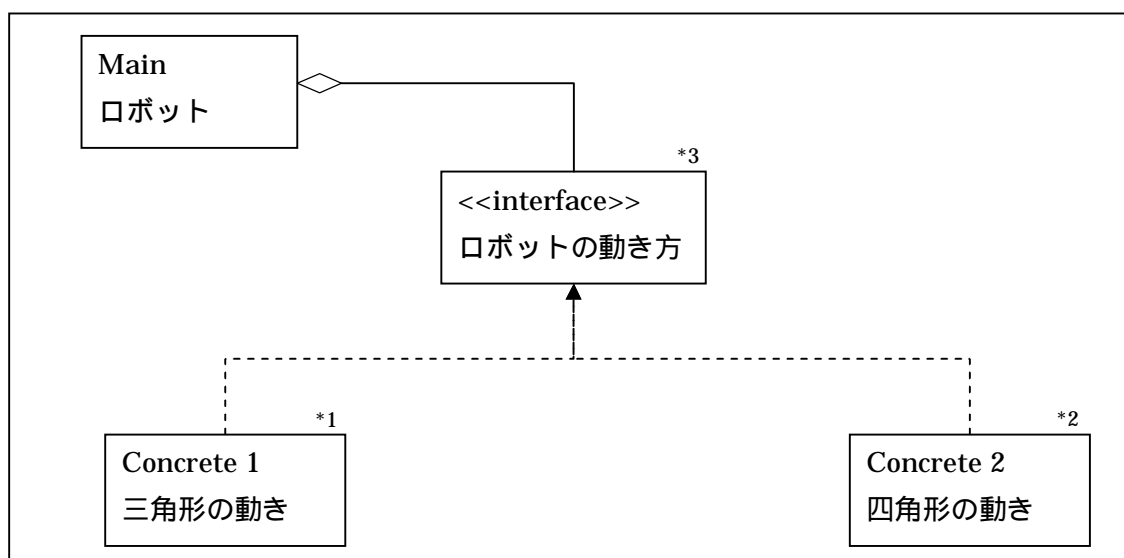 Main
ロボット
*3
<<interface>>
ロボットの動き方
*1
Concrete 1
三角形の動き
*2
Concrete 2
四角形の動き